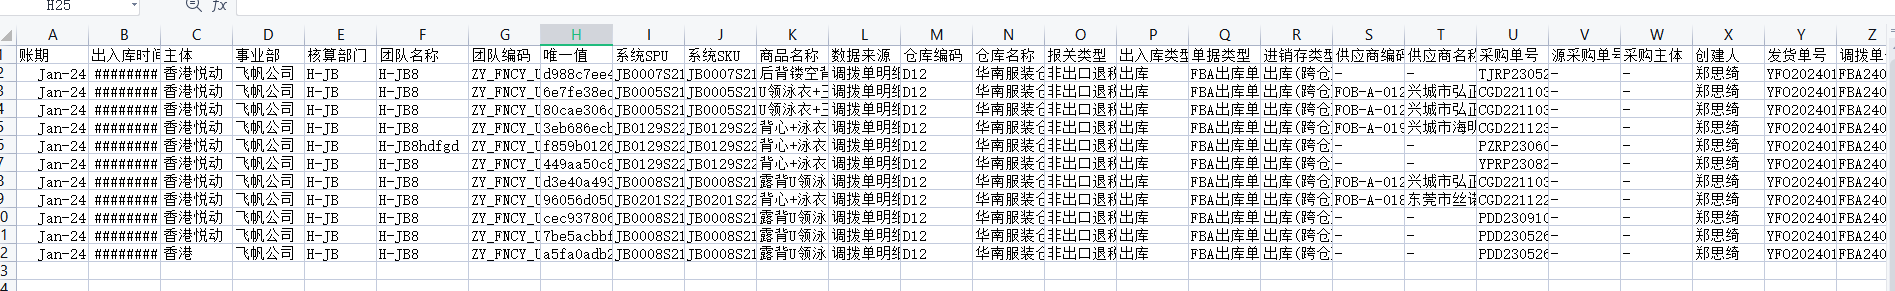 H25 fx
A B C D E F G H I J K L M N O P Q R S T U V W X Y Z
1 账期 出入库时间 主体 事业部 核算部门 团队名称 团队编码 唯一值 系统SPU 系统SKU 商品名称 数据来源 仓库编码 仓库名称 报关类型 出入库类型 单据类型 进销存类型 供应商编码 供应商名称 采购单号 源采购单号 采购主体 创建人 发货单号 调拨单
2 Jan-24 ######## 香港悦动 飞帆公司 H-JB H-JB8 ZY_FNCY_U d988c7ee4 JB0007S21 JB0007S21 后背镂空背 调拨单明细 D12 华南服装仓 非出口退税 出库 FBA出库单 出库(跨仓 - - TJRP23052 - - 郑思绮 YFO202401 FBA240
3 Jan-24 ######## 香港悦动 飞帆公司 H-JB H-JB8 ZY_FNCY_U 6e7fe38ed JB0005S21 JB0005S21 U领泳衣+三 调拨单明细 D12 华南服装仓 非出口退税 出库 FBA出库单 出库(跨仓 FOB-A-012 兴城市弘正 CGD221103 - - 郑思绮 YFO202401 FBA240
4 Jan-24 ######## 香港悦动 飞帆公司 H-JB H-JB8 ZY_FNCY_U 80cae306c JB0005S21 JB0005S21 U领泳衣+三 调拨单明细 D12 华南服装仓 非出口退税 出库 FBA出库单 出库(跨仓 FOB-A-012 兴城市弘正 CGD221103 - - 郑思绮 YFO202401 FBA240
5 Jan-24 ######## 香港悦动 飞帆公司 H-JB H-JB8 ZY_FNCY_U 3eb686ecb JB0129S22 JB0129S22 背心+泳衣 调拨单明细 D12 华南服装仓 非出口退税 出库 FBA出库单 出库(跨仓 FOB-A-019 兴城市海明 CGD221123 - - 郑思绮 YFO202401 FBA240
6 Jan-24 ######## 香港悦动 飞帆公司 H-JB H-JB8hdfgd ZY_FNCY_U f859b0126 JB0129S22 JB0129S22 背心+泳衣 调拨单明细 D12 华南服装仓 非出口退税 出库 FBA出库单 出库(跨仓 - - PZRP23060 - - 郑思绮 YFO202401 FBA240
7 Jan-24 ######## 香港悦动 飞帆公司 H-JB H-JB8 ZY_FNCY_U 449aa50c8 JB0129S22 JB0129S22 背心+泳衣 调拨单明细 D12 华南服装仓 非出口退税 出库 FBA出库单 出库(跨仓 - - YPRP23082 - - 郑思绮 YFO202401 FBA240
8 Jan-24 ######## 香港悦动 飞帆公司 H-JB H-JB8 ZY_FNCY_U d3e40a493 JB0008S21 JB0008S21 露背U领泳 调拨单明细 D12 华南服装仓 非出口退税 出库 FBA出库单 出库(跨仓 FOB-A-012 兴城市弘正 CGD221103 - - 郑思绮 YFO202401 FBA240
9 Jan-24 ######## 香港悦动 飞帆公司 H-JB H-JB8 ZY_FNCY_U 96056d050 JB0201S22 JB0201S22 背心+泳衣 调拨单明细 D12 华南服装仓 非出口退税 出库 FBA出库单 出库(跨仓 FOB-A-018 东莞市丝诺 CGD221122 - - 郑思绮 YFO202401 FBA240
0 Jan-24 ######## 香港悦动 飞帆公司 H-JB H-JB8 ZY_FNCY_U cec937806 JB0008S21 JB0008S21 露背U领泳 调拨单明细 D12 华南服装仓 非出口退税 出库 FBA出库单 出库(跨仓 - - PDD230910 - - 郑思绮 YFO202401 FBA240
1 Jan-24 ######## 香港悦动 飞帆公司 H-JB H-JB8 ZY_FNCY_U 7be5acbbf JB0008S21 JB0008S21 露背U领泳 调拨单明细 D12 华南服装仓 非出口退税 出库 FBA出库单 出库(跨仓 - - PDD230526 - - 郑思绮 YFO202401 FBA240
2 Jan-24 ######## 香港 飞帆公司 H-JB H-JB8 ZY_FNCY_U a5fa0adb2 JB0008S21 JB0008S21 露背U领泳 调拨单明细 D12 华南服装仓 非出口退税 出库 FBA出库单 出库(跨仓 - - PDD230526 - - 郑思绮 YFO202401 FBA240
3
4